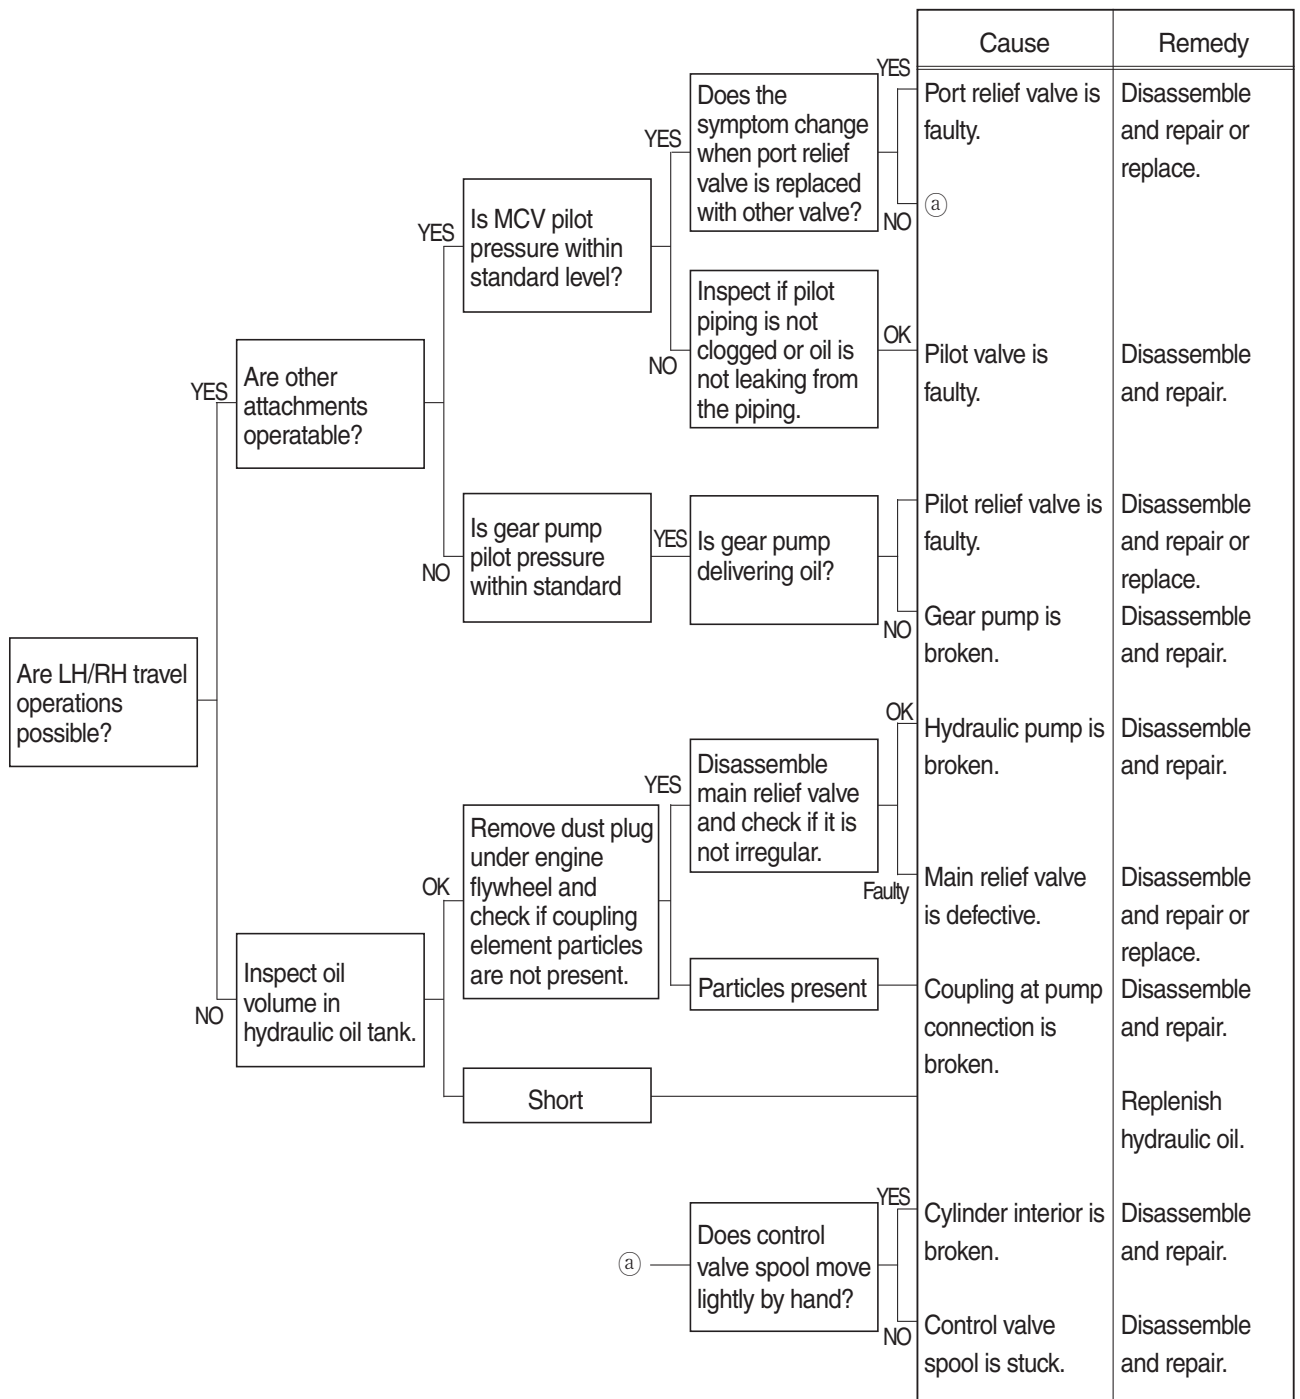 Cause
Remedy
YES
Does the
symptom change
when port relief
valve is replaced
with other valve?
Port relief valve is
faulty.
Disassemble
and repair or
replace.
YES
NO
ⓐ
Is MCV pilot
pressure within
standard level?
YES
Inspect if pilot
piping is not
clogged or oil is
not leaking from
the piping.
NO
OK
Pilot valve is
faulty.
Disassemble
and repair.
Are other
attachments
operatable?
YES
Is gear pump
pilot pressure
within standard
NO
YES
Is gear pump
delivering oil?
Pilot relief valve is
faulty.
Disassemble
and repair or
replace.
NO
Gear pump is
broken.
Disassemble
and repair.
Are LH/RH travel
operations
possible?
OK
Hydraulic pump is
broken.
Disassemble
and repair.
Disassemble
main relief valve
and check if it is
not irregular.
YES
Remove dust plug
under engine
flywheel and
check if coupling
element particles
are not present.
OK
Faulty
Main relief valve
is defective.
Disassemble
and repair or
replace.
Inspect oil
volume in
hydraulic oil tank.
NO
Particles present
Coupling at pump
connection is
broken.
Disassemble
and repair.
Short
Replenish
hydraulic oil.
ⓐ
Does control
valve spool move
lightly by hand?
YES
Cylinder interior is
broken.
Disassemble
and repair.
NO
Control valve
spool is stuck.
Disassemble
and repair.